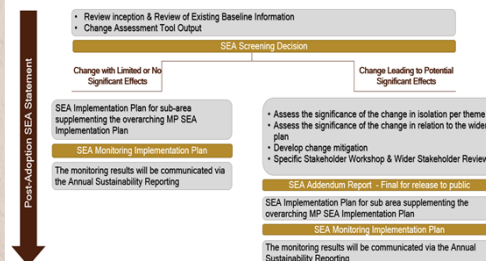 • Review inception & Review of Existing Baseline Information
• Change Assessment Tool Output
SEA Screening Decision
Change with Limited or No
Significant Effects
Change Leading to Potential
Significant Effects
SEA Implementation Plan for sub-area
supplementing the overarching MP SEA
Implementation Plan
SEA Monitoring Implementation Plan
The monitoring results will be communicated via
the Annual Sustainability Reporting
• Assess the significance of the change in isolation per theme
• Assess the significance of the change in relation to the wider
plan
• Develop change mitigation
• Specific Stakeholder Workshop & Wider Stakeholder Review
SEA Addendum Report - Final for release to public
SEA Implementation Plan for sub area supplementing the
overarching MP SEA Implementation Plan
SEA Monitoring Implementation Plan
The monitoring results will be communicated via the Annual
Sustainability Reporting
Post-Adoption SEA Statement